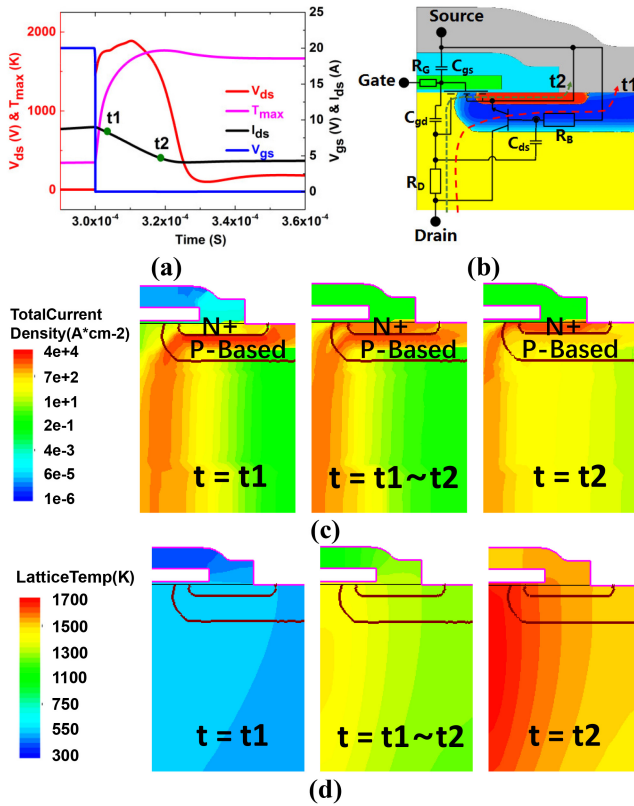 (a)
V_ds (V) & T_max (K)
2000
1000
0
25
20
15
10
5
0
V_gs (V) & I_ds (A)
t1
t2
V_ds
T_max
I_ds
V_gs
3.0x10^-4
3.2x10^-4
3.4x10^-4
3.6x10^-4
Time (S)
(b)
Source
R_G
C_gs
Gate
t2
t1
C_gd
C_ds
R_B
R_D
Drain
(a)
(b)
TotalCurrent
Density(A*cm-2)
4e+4
7e+2
1e+1
2e-1
4e-3
6e-5
1e-6
N+
P-Based
t = t1
N+
P-Based
t = t1~t2
N+
P-Based
t = t2
(c)
LatticeTemp(K)
1700
1500
1300
1100
750
550
300
t = t1
t = t1~t2
t = t2
(d)